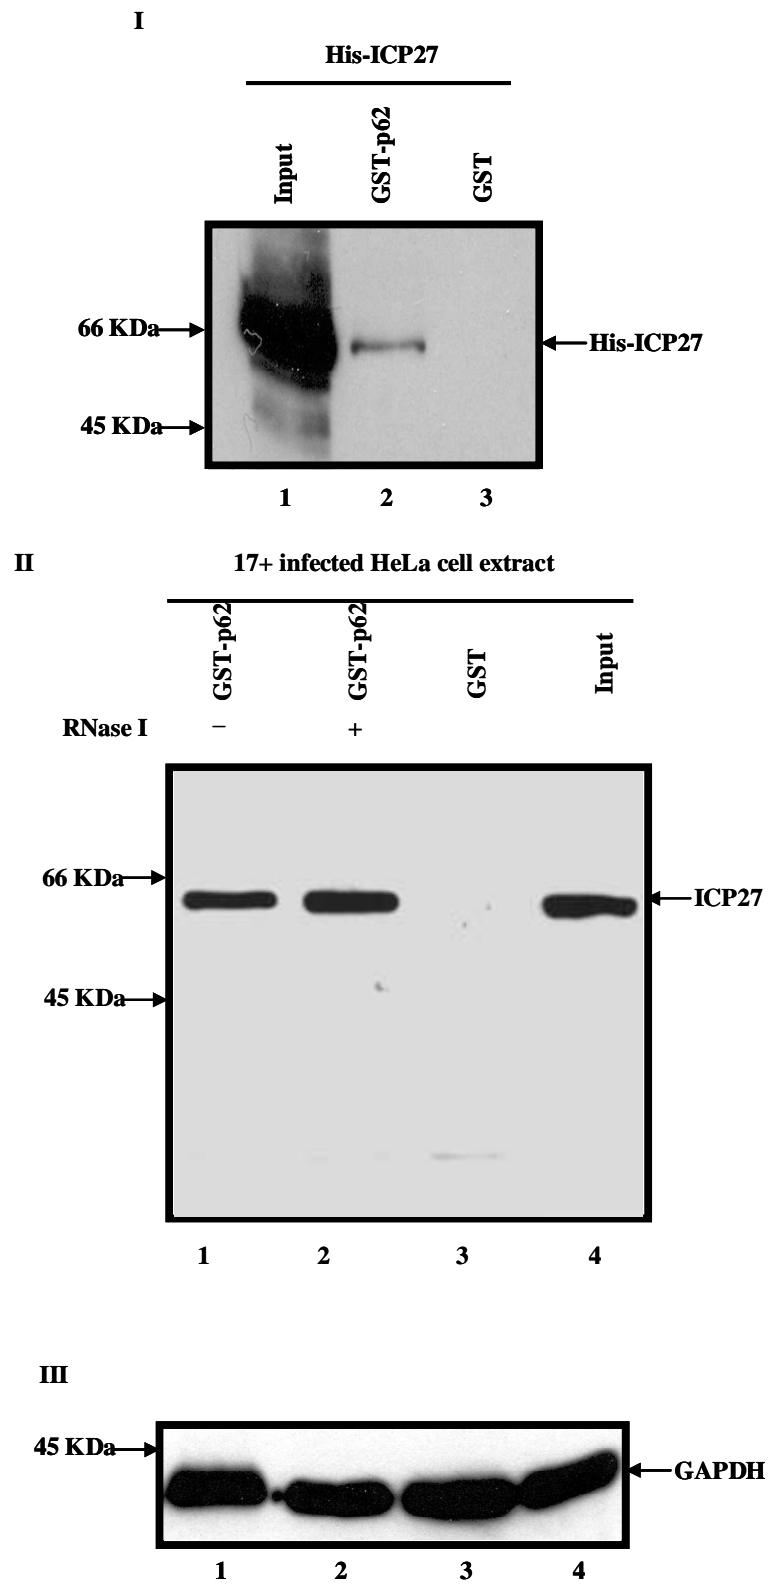 I
His-ICP27
Input GST-p62 GST
66 KDa
His-ICP27
45 KDa
1 2 3
II 17+ infected HeLa cell extract
GST-p62 GST-p62 GST Input
RNase I − +
66 KDa
ICP27
45 KDa
1 2 3 4
III
45 KDa
GAPDH
1 2 3 4